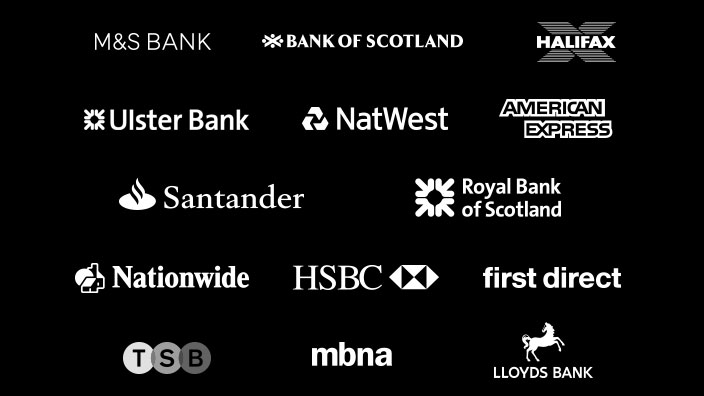 M&S BANK
BANK OF SCOTLAND
HALIFAX
Ulster Bank
NatWest
AMERICAN
EXPRESS
Santander
Royal Bank
of Scotland
Nationwide
HSBC
first direct
TSB
mbna
LLOYDS BANK